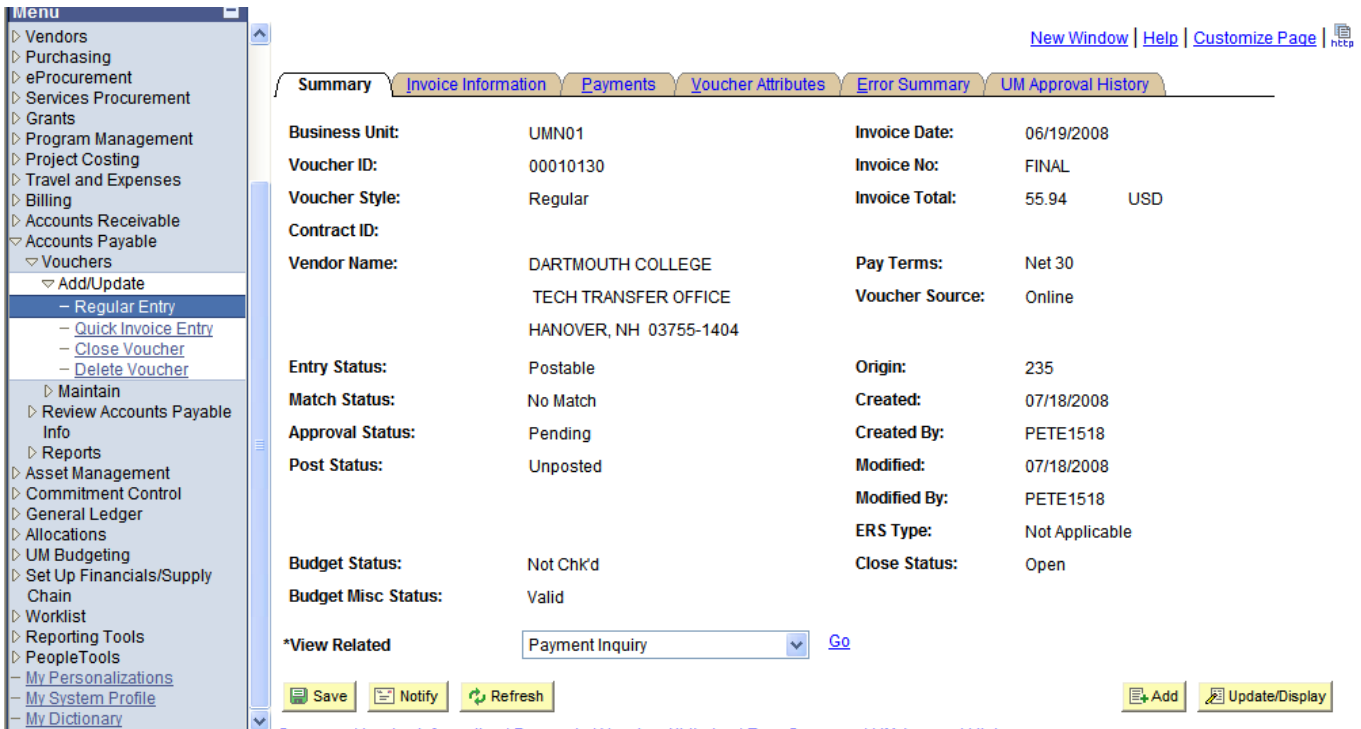 Menu
Vendors
Purchasing
eProcurement
Services Procurement
Grants
Program Management
Project Costing
Travel and Expenses
Billing
Accounts Receivable
Accounts Payable
Vouchers
Add/Update
Regular Entry
Quick Invoice Entry
Close Voucher
Delete Voucher
Maintain
Review Accounts Payable
Info
Reports
Asset Management
Commitment Control
General Ledger
Allocations
UM Budgeting
Set Up Financials/Supply
Chain
Worklist
Reporting Tools
PeopleTools
My Personalizations
My System Profile
My Dictionary
New Window | Help | Customize Page | http
Summary Invoice Information Payments Voucher Attributes Error Summary UM Approval History
Business Unit: UMN01 Invoice Date: 06/19/2008
Voucher ID: 00010130 Invoice No: FINAL
Voucher Style: Regular Invoice Total: 55.94 USD
Contract ID:
Vendor Name: DARTMOUTH COLLEGE Pay Terms: Net 30
TECH TRANSFER OFFICE Voucher Source: Online
HANOVER, NH 03755-1404
Entry Status: Postable Origin: 235
Match Status: No Match Created: 07/18/2008
Approval Status: Pending Created By: PETE1518
Post Status: Unposted Modified: 07/18/2008
Modified By: PETE1518
ERS Type: Not Applicable
Budget Status: Not Chk'd Close Status: Open
Budget Misc Status: Valid
*View Related Payment Inquiry Go
Save Notify Refresh Add Update/Display